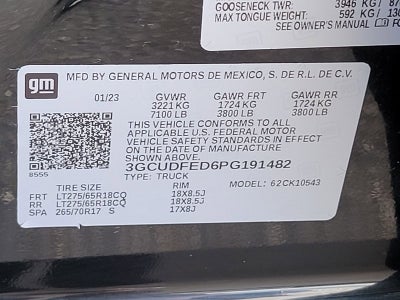 GOOSENECK TWR: 3946 KG/
MAX TONGUE WEIGHT: 592 KG /
SEE OWNER'S MANUAL
gm
MFD BY GENERAL MOTORS DE MEXICO, S. DE R.L. DE C.V.
01/23 GVWR GAWR FRT GAWR RR
3221 KG 1724 KG 1724 KG
7100 LB 3800 LB 3800 LB
THIS VEHICLE CONFORMS TO ALL
APPLICABLE U.S. FEDERAL MOTOR
VEHICLE SAFETY STANDARDS IN EFFECT
ON THE DATE OF MANUFACTURE SHOWN ABOVE.
3GCUDFED6PG191482
8555 TYPE: TRUCK
TIRE SIZE RIM MODEL: 62CK10543
FRT LT275/65R18CQ 18X8.5J
RR LT275/65R18CQ 18X8.5J
SPA 265/70R17 S 17X8J